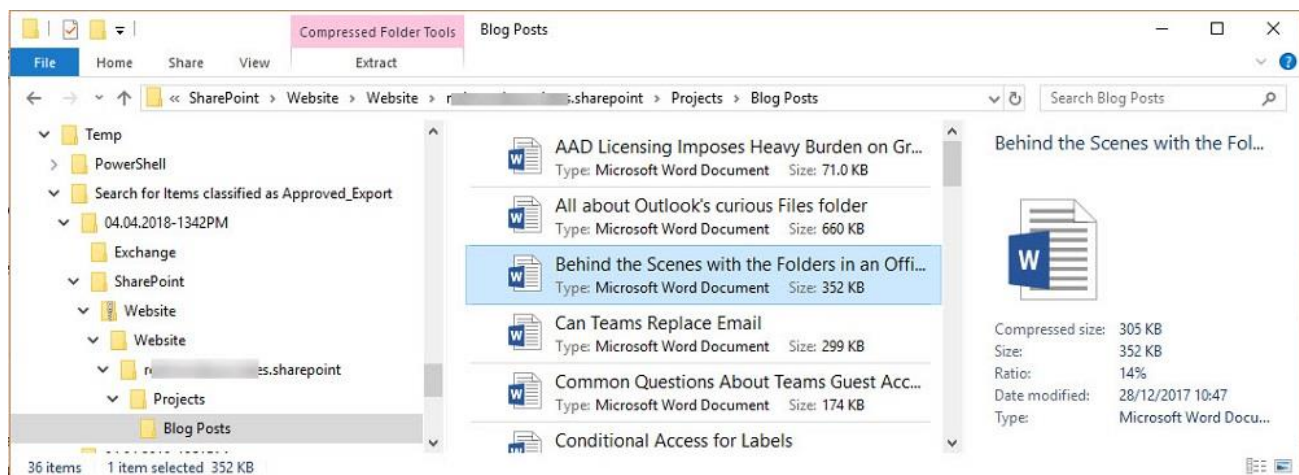 Compressed Folder Tools
Blog Posts
File
Home
Share
View
Extract
« SharePoint > Website > Website > r s.sharepoint > Projects > Blog Posts
Search Blog Posts
Temp
PowerShell
Search for Items classified as Approved_Export
04.04.2018-1342PM
Exchange
SharePoint
Website
Website
es.sharepoint
Projects
Blog Posts
AAD Licensing Imposes Heavy Burden on Gr...
Type: Microsoft Word Document Size: 71.0 KB
All about Outlook's curious Files folder
Type: Microsoft Word Document Size: 660 KB
Behind the Scenes with the Folders in an Offi...
Type: Microsoft Word Document Size: 352 KB
Can Teams Replace Email
Type: Microsoft Word Document Size: 299 KB
Common Questions About Teams Guest Acc...
Type: Microsoft Word Document Size: 174 KB
Conditional Access for Labels
Behind the Scenes with the Fol...
Compressed size: 305 KB
Size: 352 KB
Ratio: 14%
Date modified: 28/12/2017 10:47
Type: Microsoft Word Docu...
36 items 1 item selected 352 KB